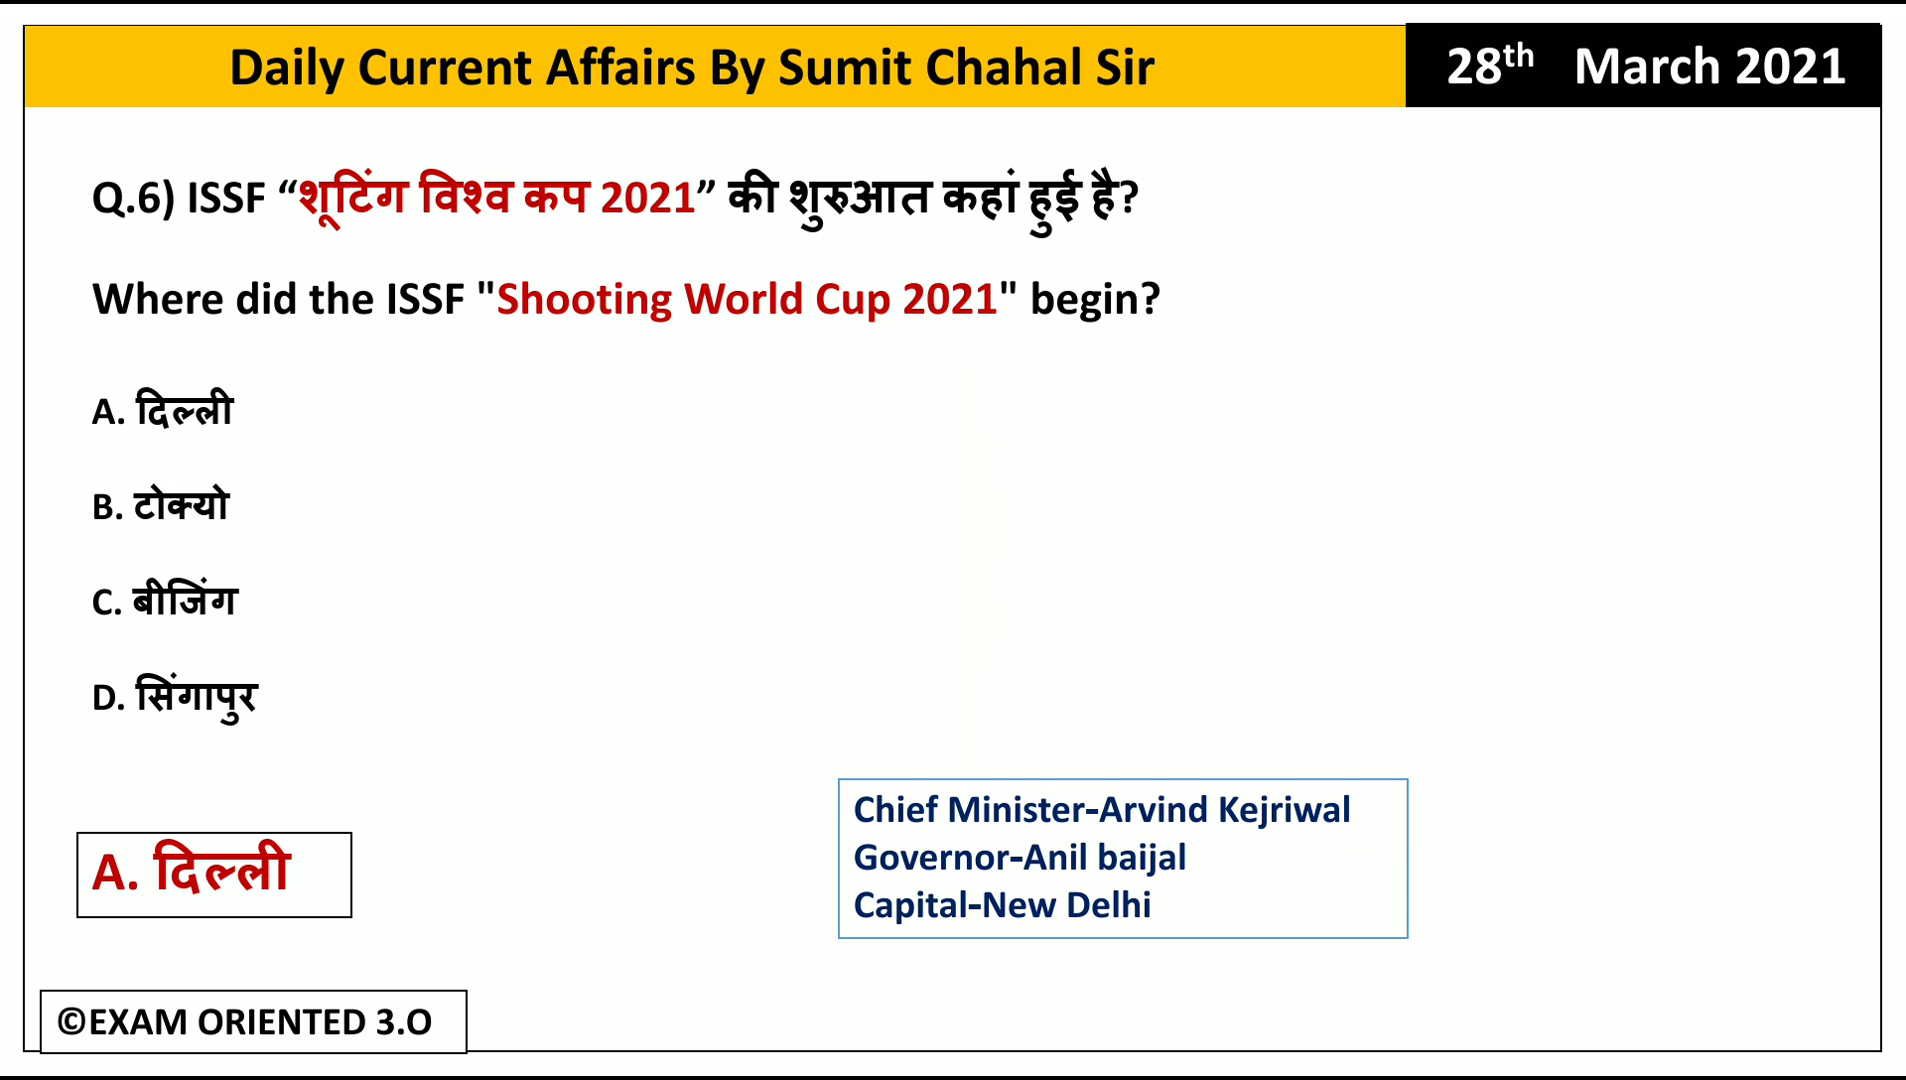 Daily Current Affairs By Sumit Chahal Sir
28th March 2021
Q.6) ISSF “शूटिंग विश्व कप 2021” की शुरुआत कहां हुई है?
Where did the ISSF "Shooting World Cup 2021" begin?
A. दिल्ली
B. टोक्यो
C. बीजिंग
D. सिंगापुर
A. दिल्ली
Chief Minister-Arvind Kejriwal
Governor-Anil baijal
Capital-New Delhi
©EXAM ORIENTED 3.O